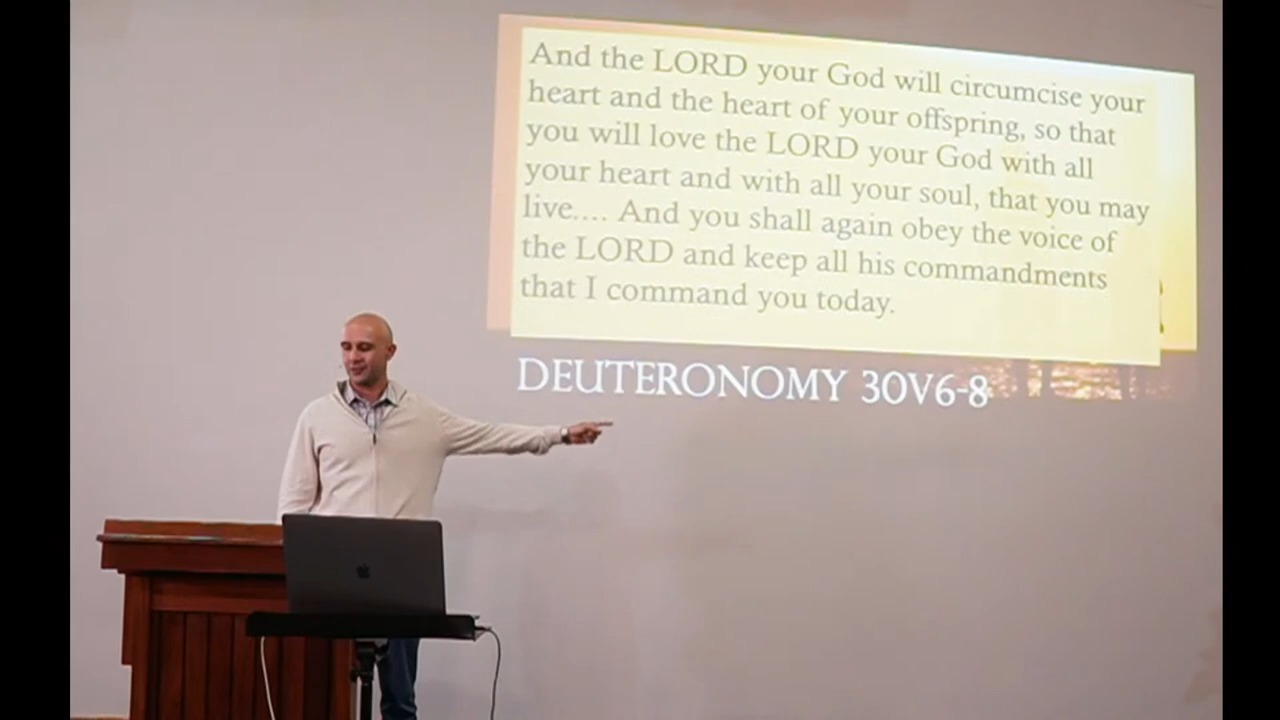 And the LORD your God will circumcise your
heart and the heart of your offspring, so that
you will love the LORD your God with all
your heart and with all your soul, that you may
live.... And you shall again obey the voice of
the LORD and keep all his commandments
that I command you today.
DEUTERONOMY 30V6-8